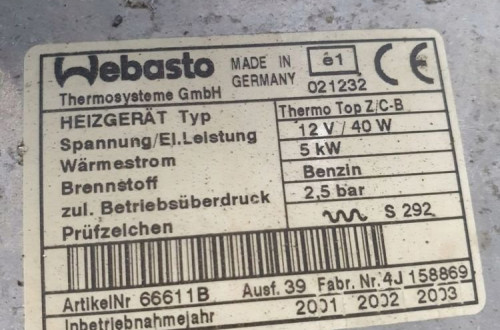 Webasto MADE IN GERMANY e1 CE
Thermosysteme GmbH 021232
HEIZGERÄT Typ Thermo Top Z/C-B
Spannung/El.Leistung 12 V / 40 W
Wärmestrom 5 kW
Brennstoff Benzin
zul. Betriebsüberdruck 2,5 bar
Prüfzeichen S 292
ArtikelNr 66611B Ausf. 39 Fabr. Nr. 4J 158869
Inbetriebnahmejahr 2001 2002 2003